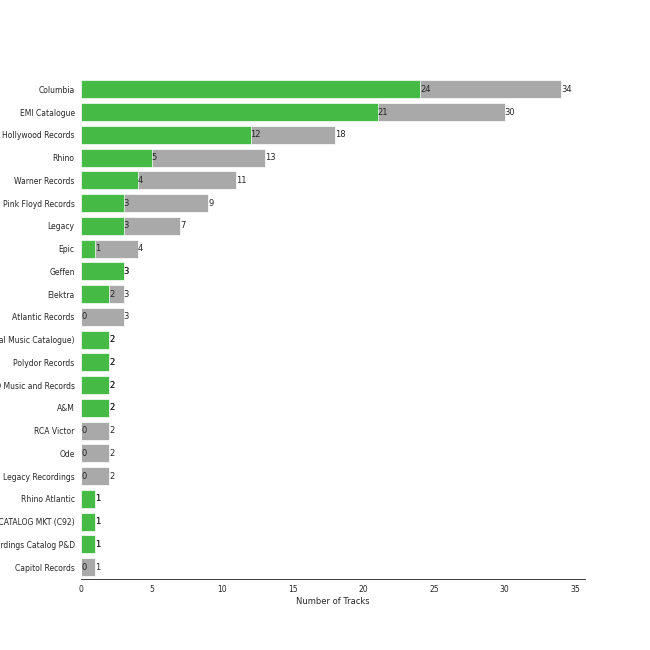 Columbia 24 34
EMI Catalogue 21 30
Hollywood Records 12 18
Rhino 5 13
Warner Records 4 11
Pink Floyd Records 3 9
Legacy 3 7
Epic 1 4
Geffen 3
Elektra 2 3
Atlantic Records 0 3
al Music Catalogue) 2
Polydor Records 2
Music and Records 2
A&M 2
RCA Victor 0 2
Ode 0 2
Legacy Recordings 0 2
Rhino Atlantic 1
CATALOG MKT (C92) 1
rdings Catalog P&D 1
Capitol Records 0 1
0 5 10 15 20 25 30 35
Number of Tracks